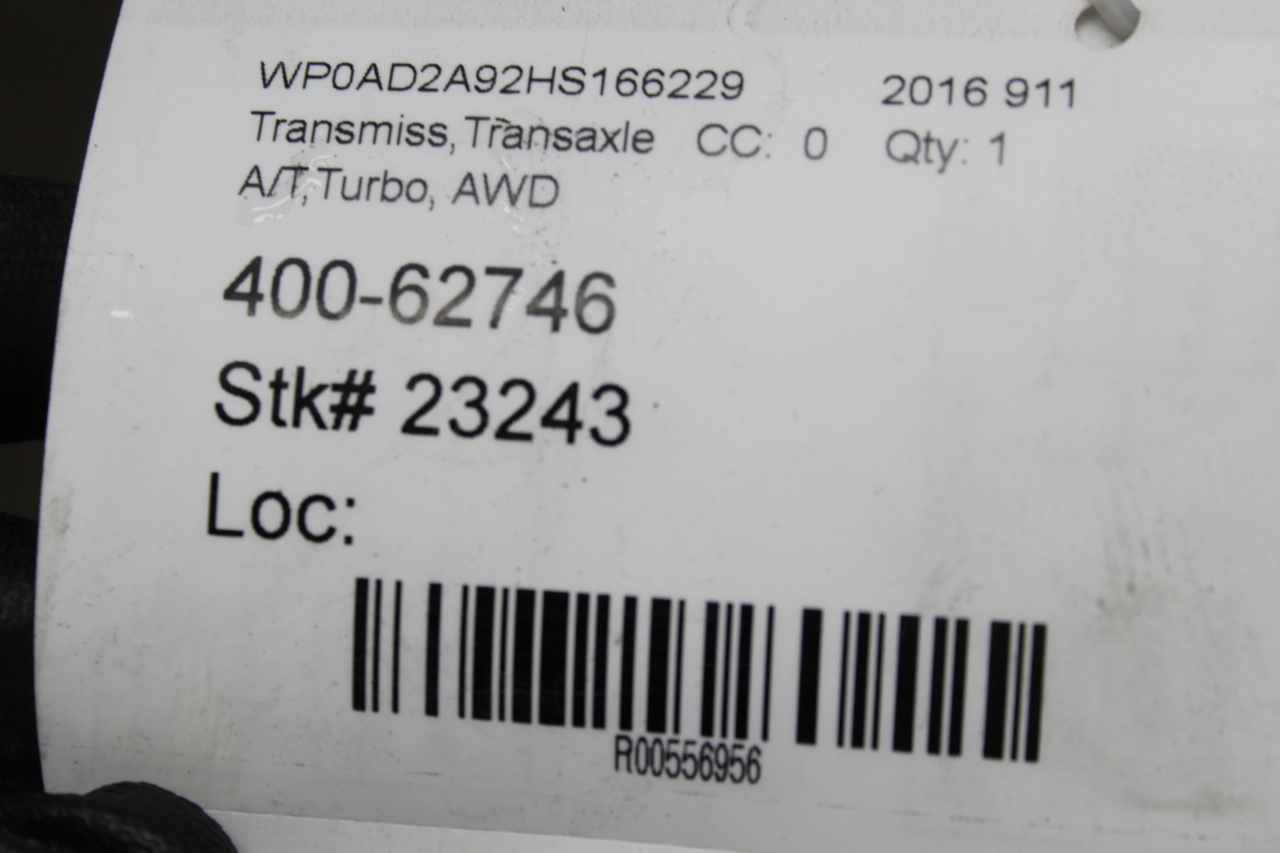 WP0AD2A92HS166229 2016 911
Transmiss,Transaxle CC: 0 Qty: 1
A/T,Turbo, AWD
400-62746
Stk# 23243
Loc:
R00556956